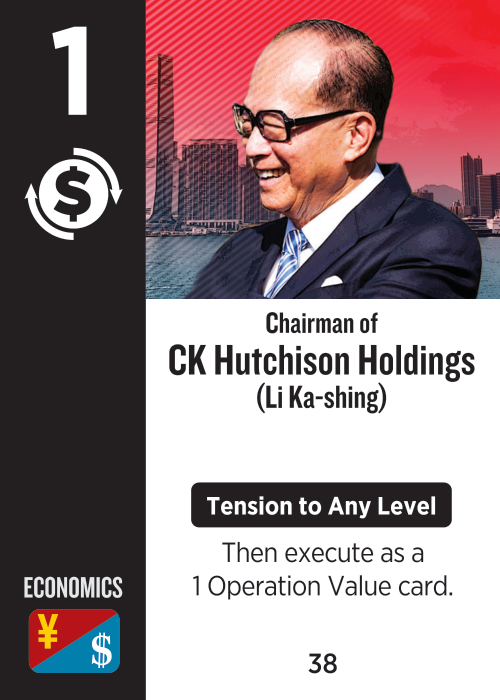 1
$
Chairman of
CK Hutchison Holdings
(Li Ka-shing)
Tension to Any Level
Then execute as a
1 Operation Value card.
ECONOMICS
¥
$
38